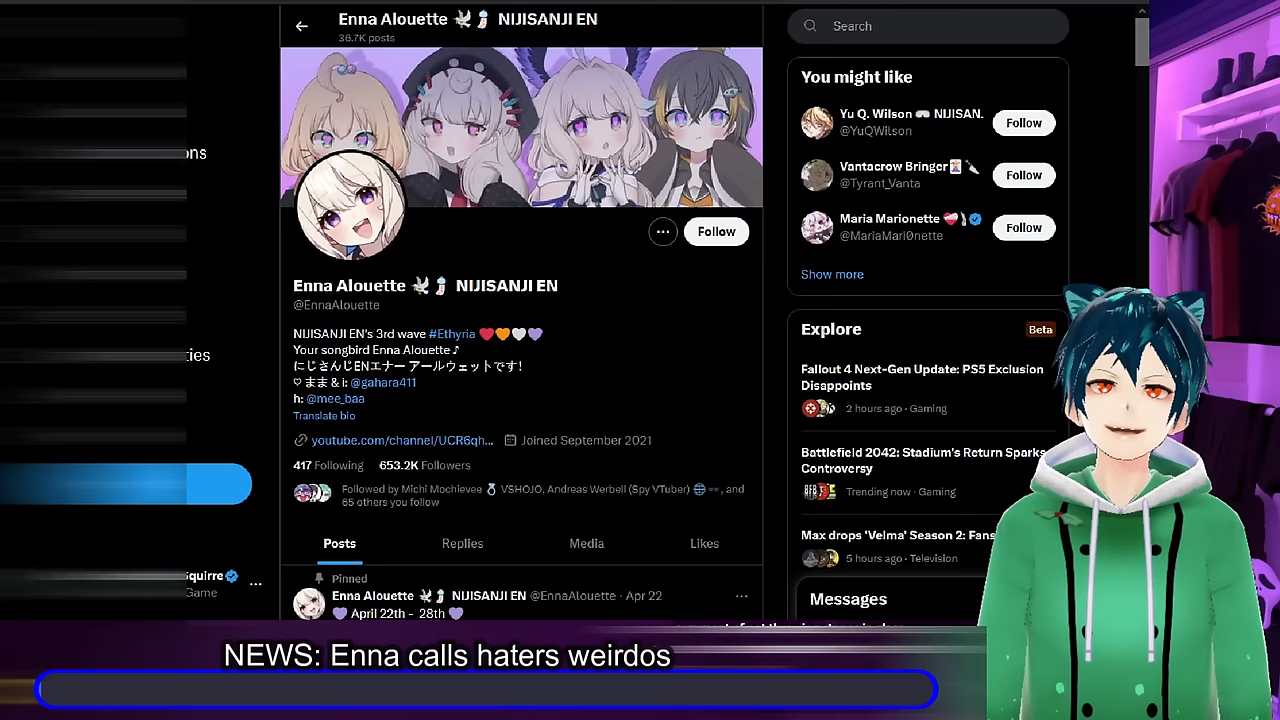 Enna Alouette 🕊️🧜 NIJISANJI EN
36.7K posts
Search
You might like
Yu Q. Wilson NIJISAN.
@YuQWilson
Follow
Vantacrow Bringer
@Tyrant_Vanta
Follow
Maria Marionette
@MariaMari0nette
Follow
Show more
ons
Follow
Enna Alouette NIJISANJI EN
@EnnaAlouette
NIJISANJI EN's 3rd wave #Ethyria ❤️🧡🤍💜
Your songbird Enna Alouette ♪
にじさんじENエナー アールウェットです!
♡ まま & i: @gahara411
h: @mee_baa
Translate bio
youtube.com/channel/UCR6qh... Joined September 2021
417 Following 653.2K Followers
Followed by Michi Mochievee VSHOJO, Andreas Werbell (Spy VTuber), and
65 others you follow
Posts Replies Media Likes
Pinned
Enna Alouette NIJISANJI EN @EnnaAlouette · Apr 22
💜 April 22th - 28th 💜
Explore
Beta
Fallout 4 Next-Gen Update: PS5 Exclusion
Disappoints
2 hours ago · Gaming
Battlefield 2042: Stadium's Return Sparks
Controversy
Trending now · Gaming
Max drops 'Velma' Season 2: Fans
5 hours ago · Television
Messages
ties
Squirre
Game
NEWS: Enna calls haters weirdos